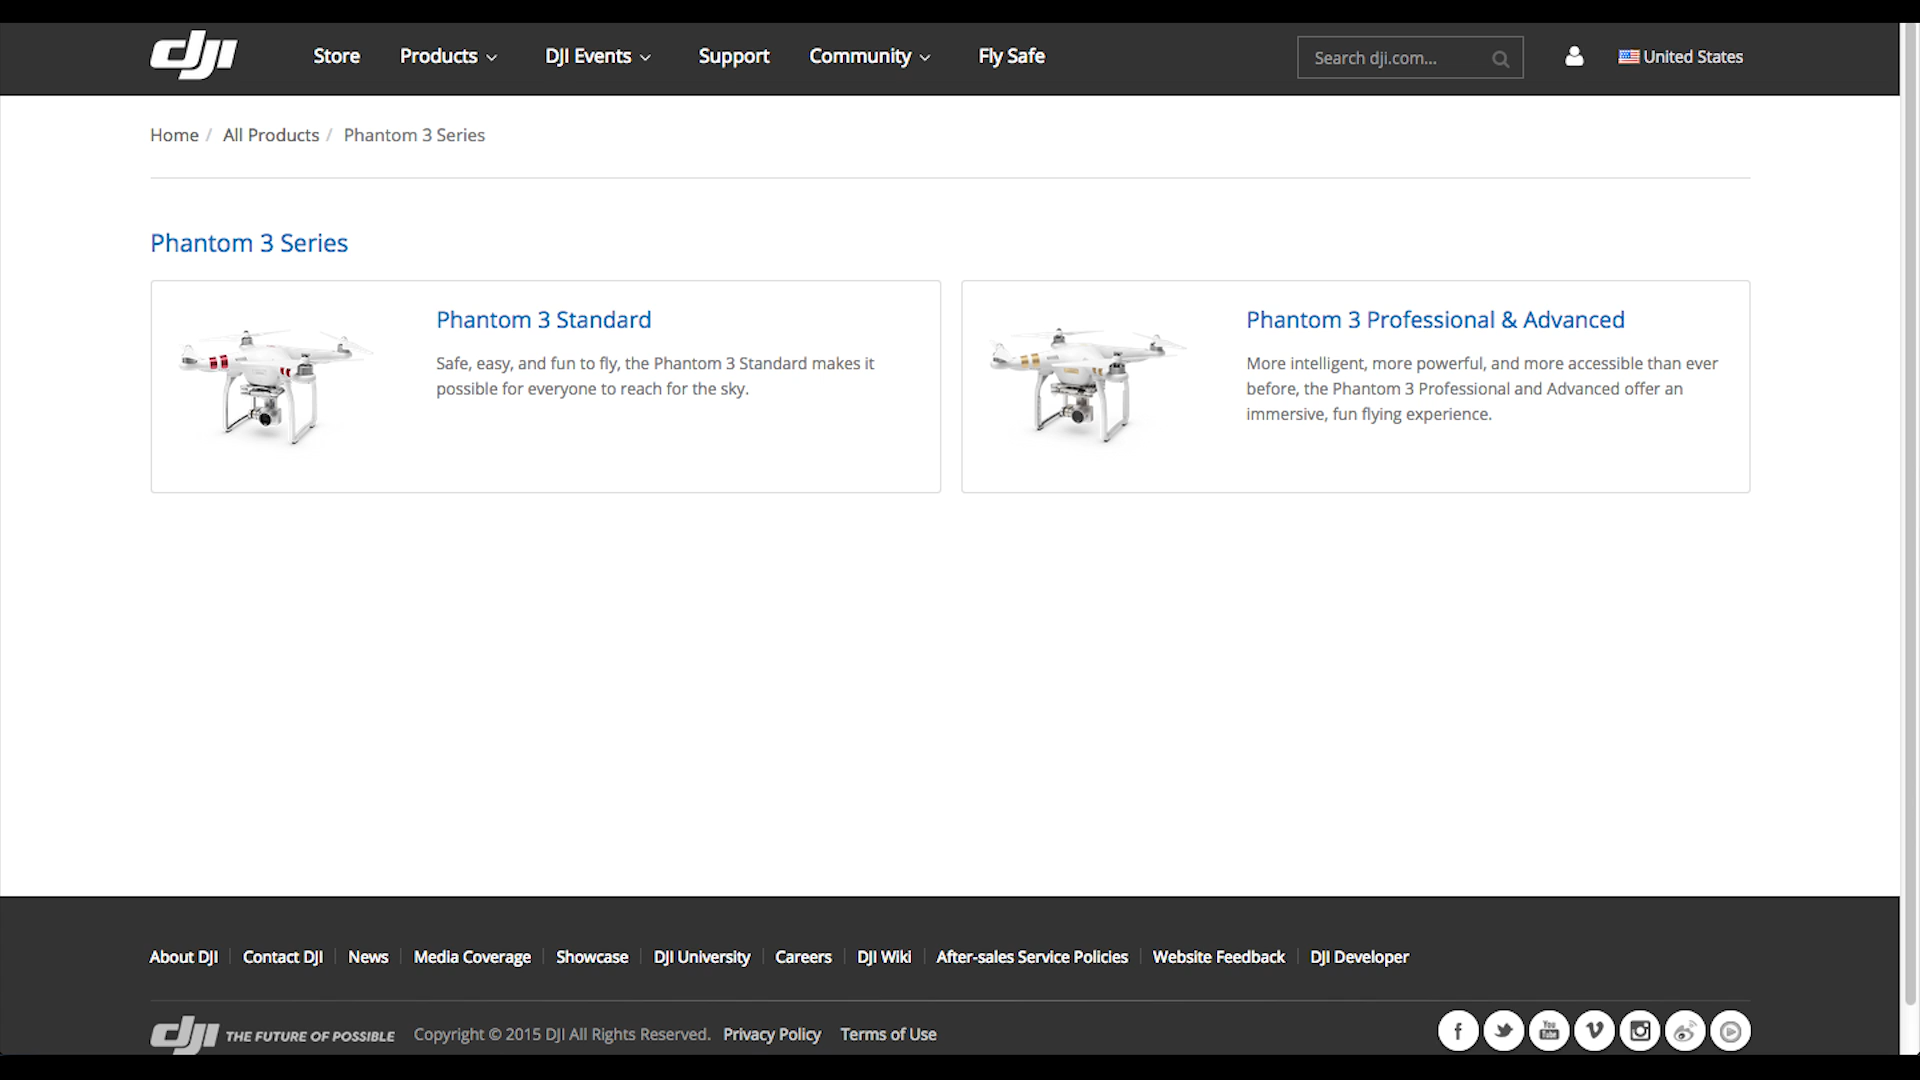 dji Store Products DJI Events Support Community Fly Safe Search dji.com... United States
Home / All Products / Phantom 3 Series
Phantom 3 Series
Phantom 3 Standard
Safe, easy, and fun to fly, the Phantom 3 Standard makes it
possible for everyone to reach for the sky.
Phantom 3 Professional & Advanced
More intelligent, more powerful, and more accessible than ever
before, the Phantom 3 Professional and Advanced offer an
immersive, fun flying experience.
About DJI Contact DJI News Media Coverage Showcase DJI University Careers DJI Wiki After-sales Service Policies Website Feedback DJI Developer
dji THE FUTURE OF POSSIBLE Copyright © 2015 DJI All Rights Reserved. Privacy Policy Terms of Use f You Tube V